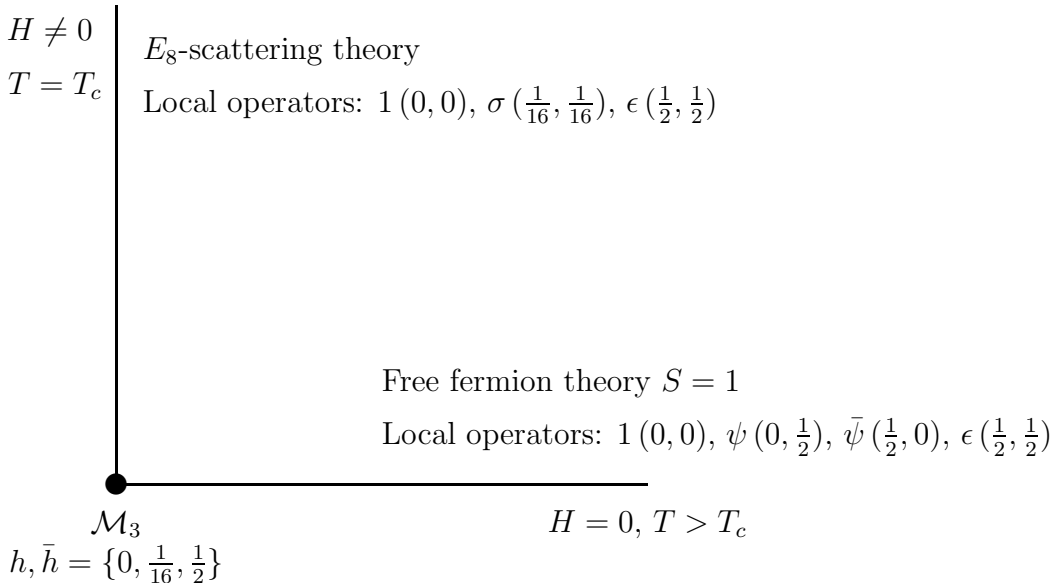 H ≠ 0
T = T_c
E_8-scattering theory
Local operators: 1 (0, 0), σ (1/16, 1/16), ϵ (1/2, 1/2)
Free fermion theory S = 1
Local operators: 1 (0, 0), ψ (0, 1/2), ψ̄ (1/2, 0), ϵ (1/2, 1/2)
ℳ_3
H = 0, T > T_c
h, h̄ = {0, 1/16, 1/2}